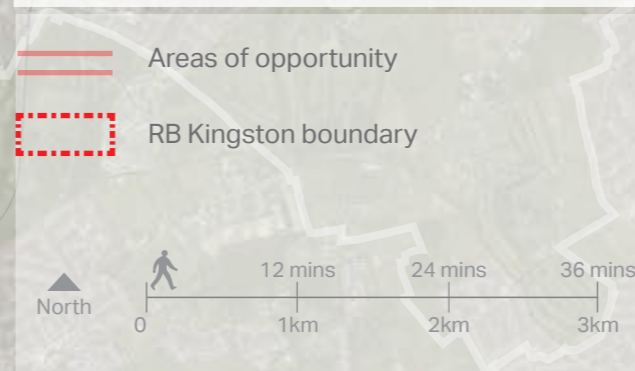 Areas of opportunity
RB Kingston boundary
12 mins 24 mins 36 mins
North
0 1km 2km 3km